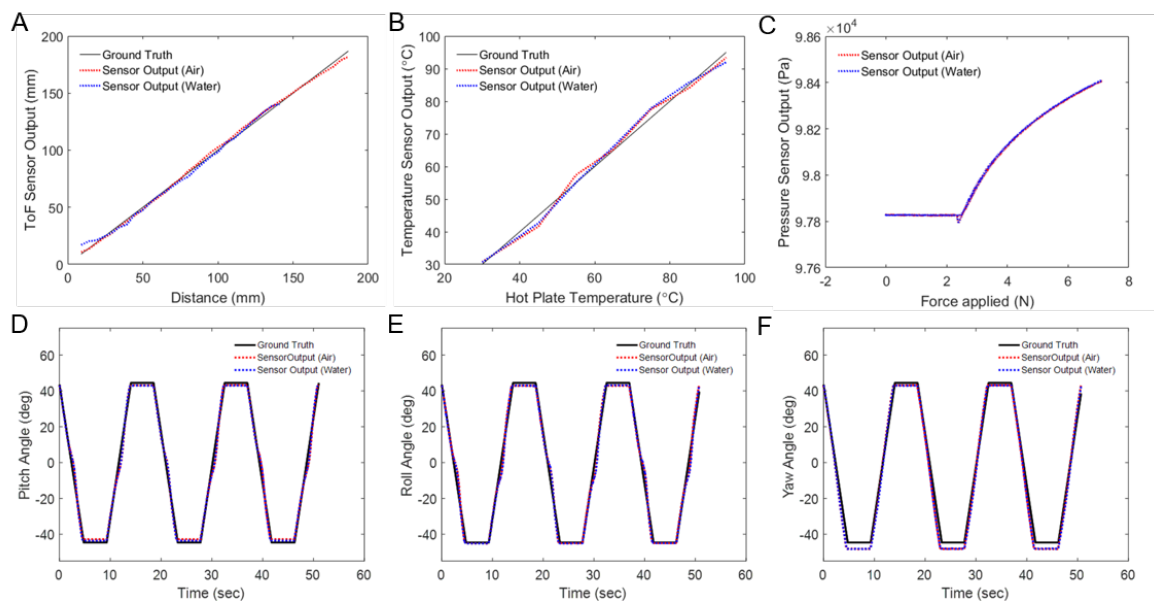 A
200
150
100
50
0
0
50
100
150
200
ToF Sensor Output (mm)
Distance (mm)
Ground Truth
Sensor Output (Air)
Sensor Output (Water)
B
100
90
80
70
60
50
40
30
20
40
60
80
100
Temperature Sensor Output (°C)
Hot Plate Temperature (°C)
Ground Truth
Sensor Output (Air)
Sensor Output (Water)
C
×10⁴
9.86
9.84
9.82
9.8
9.78
9.76
-2
0
2
4
6
8
Pressure Sensor Output (Pa)
Force applied (N)
Sensor Output (Air)
Sensor Output (Water)
D
60
40
20
0
-20
-40
0
10
20
30
40
50
60
Pitch Angle (deg)
Time (sec)
Ground Truth
SensorOutput (Air)
Sensor Output (Water)
E
60
40
20
0
-20
-40
0
10
20
30
40
50
60
Roll Angle (deg)
Time (sec)
Ground Truth
SensorOutput (Air)
Sensor Output (Water)
F
60
40
20
0
-20
-40
0
10
20
30
40
50
60
Yaw Angle (deg)
Time (sec)
Ground Truth
SensorOutput (Air)
Sensor Output (Water)